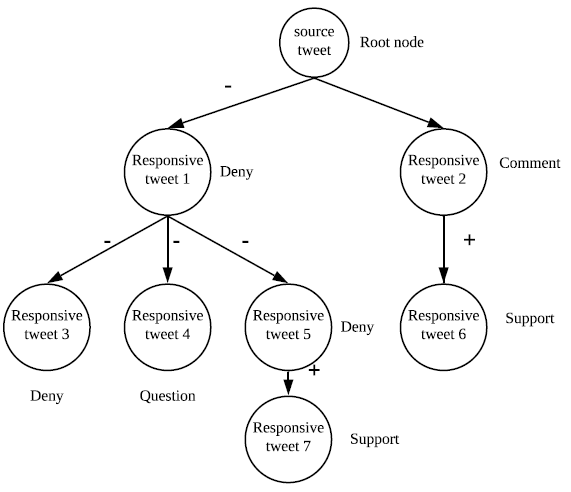 source
tweet
Root node
-
Responsive
tweet 1
Deny
Responsive
tweet 2
Comment
-
-
-
+
Responsive
tweet 3
Deny
Responsive
tweet 4
Question
Responsive
tweet 5
Deny
Responsive
tweet 6
Support
+
Responsive
tweet 7
Support